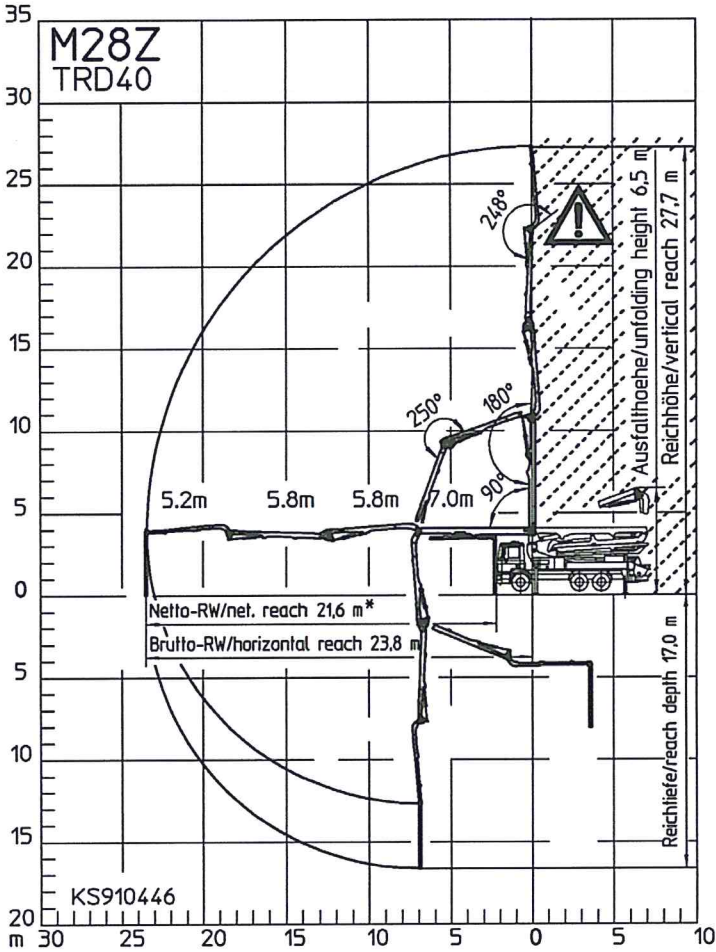 M28Z
TRD40
35
30
25
20
15
10
5
0
5
10
15
20
m
30
25
20
15
10
5
0
5
10
248°
250°
180°
90°
5.2m
5.8m
5.8m
7.0m
!
Ausfalthoehe/unfolding height 6,5 m
Reichhöhe/vertical reach 27,7 m
Netto-RW/net. reach 21,6 m*
Brutto-RW/horizontal reach 23,8 m
Reichtiefe/reach depth 17,0 m
KS910446